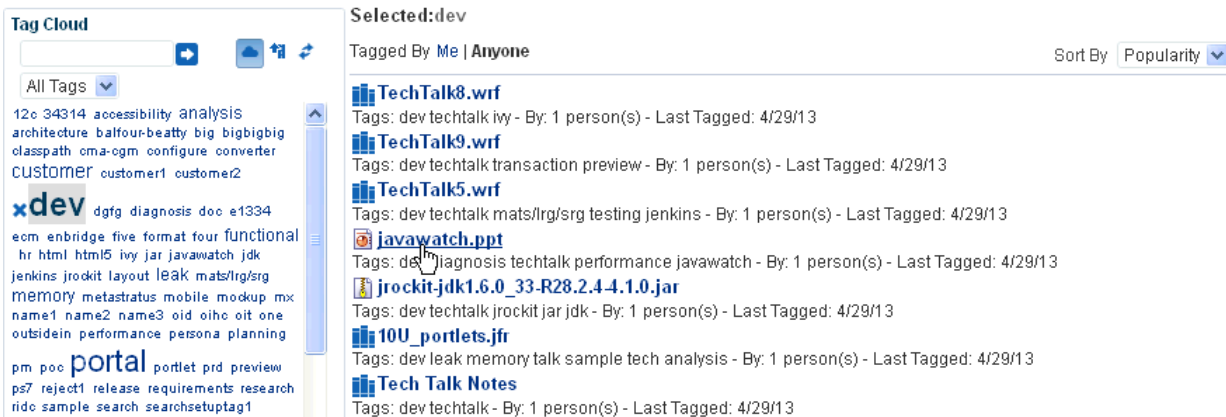 Tag Cloud
All Tags
12c 34314 accessibility analysis
architecture balfour-beatty big bigbigbig
classpath cma-cgm configure converter
customer customer1 customer2
dev dgfg diagnosis doc e1334
ecm enbridge five format four functional
hr html html5 ivy jar javawatch jdk
jenkins jrockit layout leak mats/lrg/srg
memory metastratus mobile mockup mx
name1 name2 name3 oid oihc oit one
outsidein performance persona planning
pm poc portal portlet prd preview
ps7 reject1 release requirements research
ridc sample search searchsetuptag1
Selected:dev
Tagged By Me | Anyone
Sort By Popularity
TechTalk8.wrf
Tags: dev techtalk ivy - By: 1 person(s) - Last Tagged: 4/29/13
TechTalk9.wrf
Tags: dev techtalk transaction preview - By: 1 person(s) - Last Tagged: 4/29/13
TechTalk5.wrf
Tags: dev techtalk mats/lrg/srg testing jenkins - By: 1 person(s) - Last Tagged: 4/29/13
javawatch.ppt
Tags: dev diagnosis techtalk performance javawatch - By: 1 person(s) - Last Tagged: 4/29/13
jrockit-jdk1.6.0_33-R28.2.4-4.1.0.jar
Tags: dev techtalk jrockit jar jdk - By: 1 person(s) - Last Tagged: 4/29/13
10U_portlets.jfr
Tags: dev leak memory talk sample tech analysis - By: 1 person(s) - Last Tagged: 4/29/13
Tech Talk Notes
Tags: dev techtalk - By: 1 person(s) - Last Tagged: 4/29/13